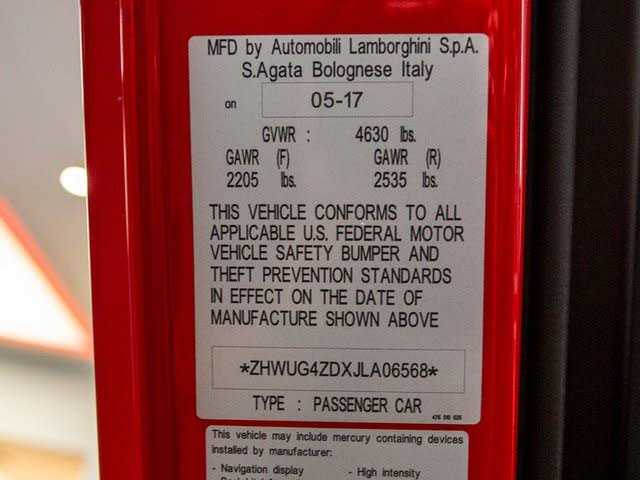 MFD by Automobili Lamborghini S.p.A.
S.Agata Bolognese Italy
on 05-17
GVWR : 4630 lbs.
GAWR (F) GAWR (R)
2205 lbs. 2535 lbs.
THIS VEHICLE CONFORMS TO ALL
APPLICABLE U.S. FEDERAL MOTOR
VEHICLE SAFETY BUMPER AND
THEFT PREVENTION STANDARDS
IN EFFECT ON THE DATE OF
MANUFACTURE SHOWN ABOVE
*ZHWUG4ZDXJLA06568*
TYPE : PASSENGER CAR
This vehicle may include mercury containing devices
installed by manufacturer:
- Navigation display - High intensity